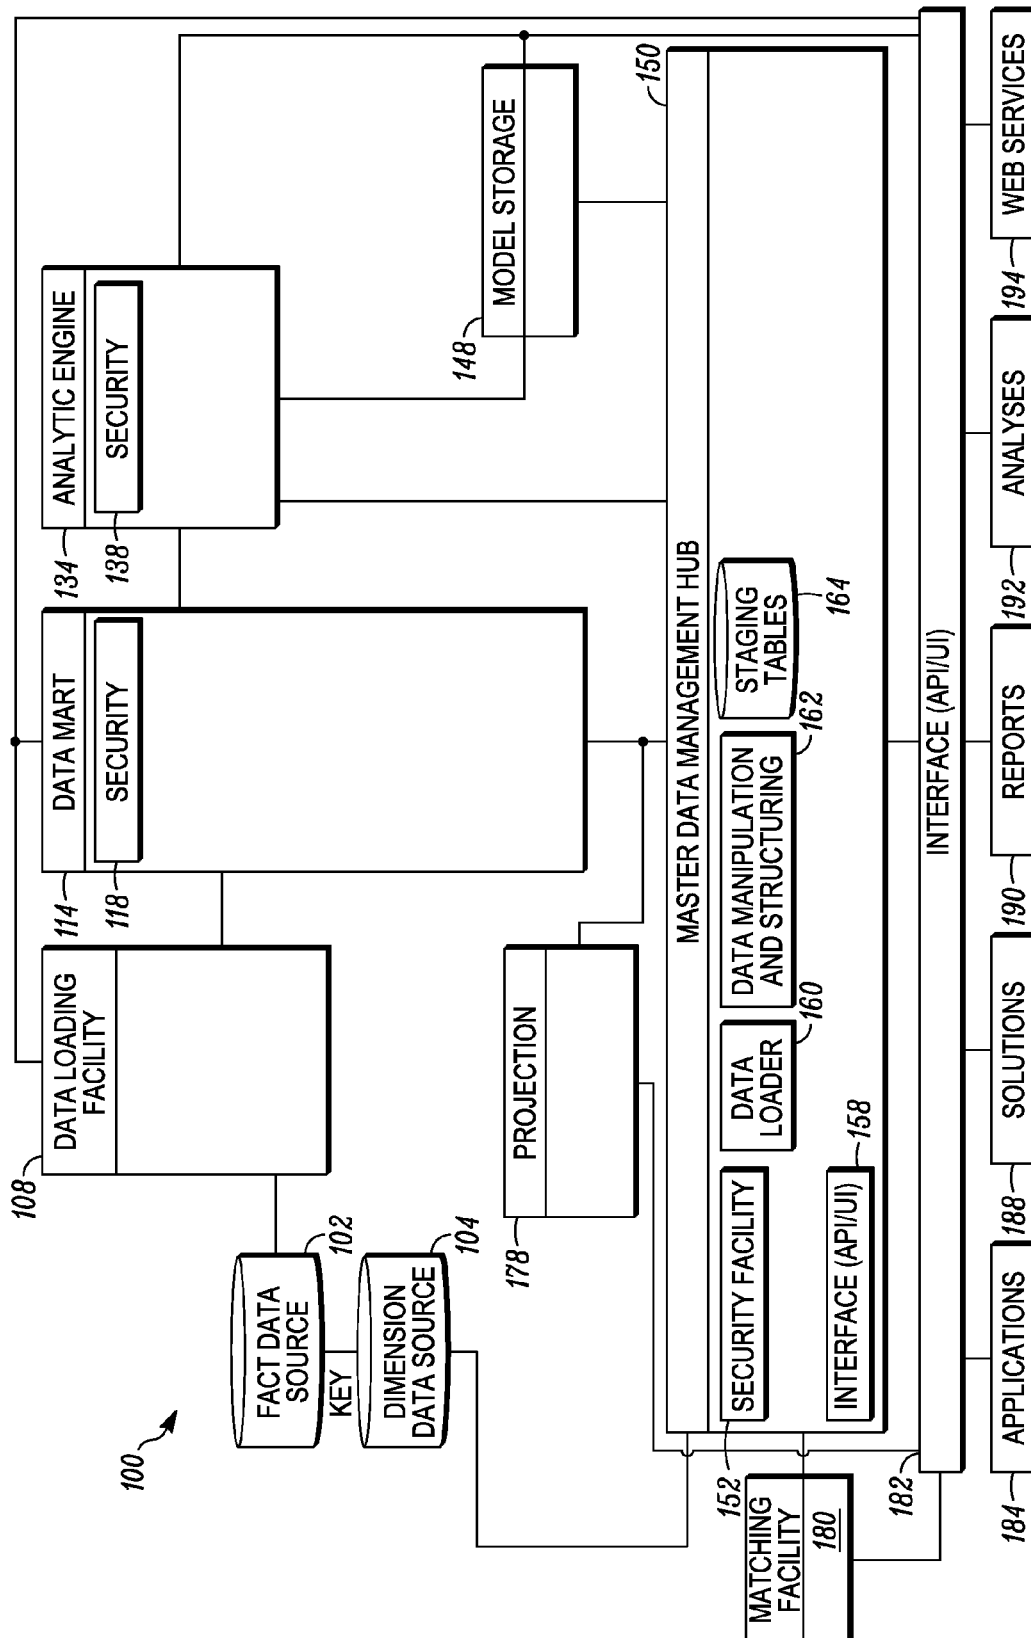 100
FACT DATA
SOURCE
102
KEY
DIMENSION
DATA SOURCE
104
108
DATA LOADING
FACILITY
114
DATA MART
118
SECURITY
134
ANALYTIC ENGINE
138
SECURITY
148
MODEL STORAGE
178
PROJECTION
150
MASTER DATA MANAGEMENT HUB
152
SECURITY FACILITY
DATA
LOADER
160
DATA MANIPULATION
AND STRUCTURING
162
STAGING
TABLES
164
INTERFACE (API/UI)
158
MATCHING
FACILITY
180
182
INTERFACE (API/UI)
184
APPLICATIONS
188
SOLUTIONS
190
REPORTS
192
ANALYSES
194
WEB SERVICES